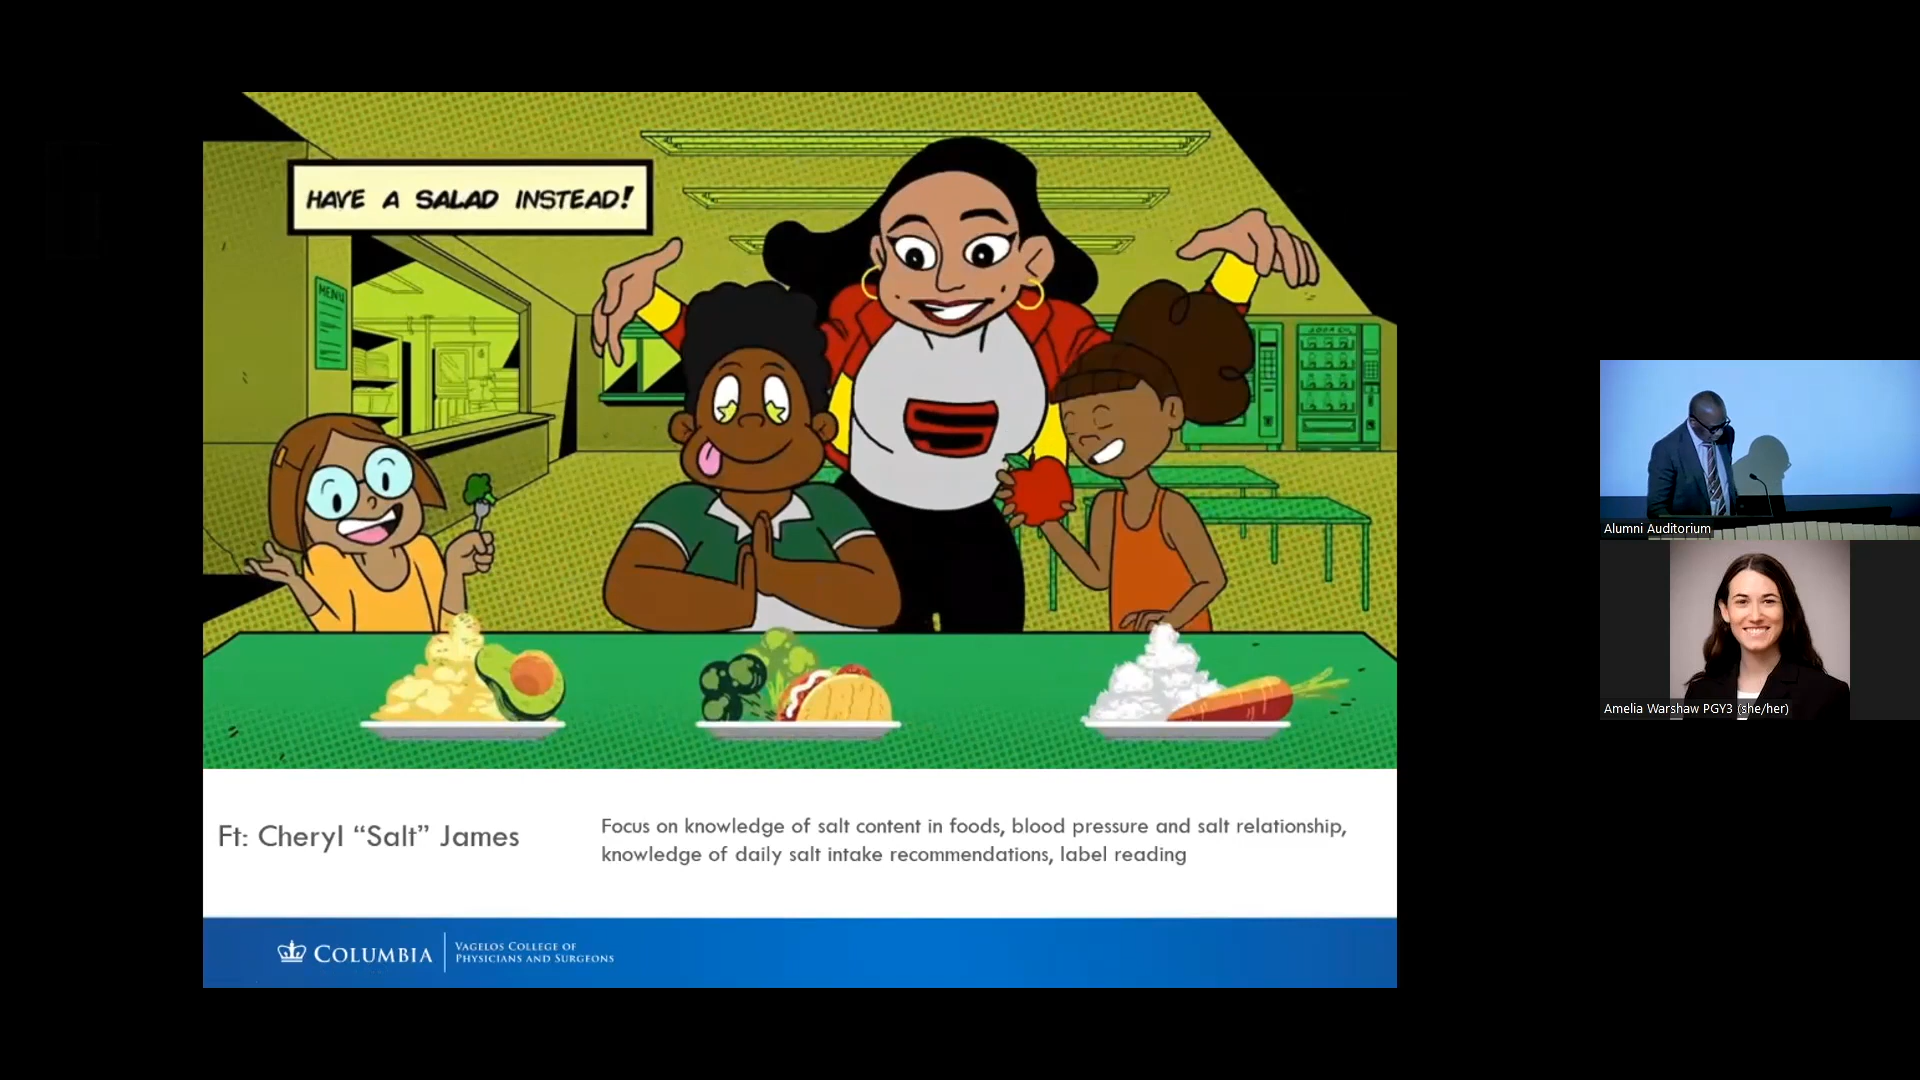 HAVE A SALAD INSTEAD!
MENU
Ft: Cheryl “Salt” James
Focus on knowledge of salt content in foods, blood pressure and salt relationship,
knowledge of daily salt intake recommendations, label reading
COLUMBIA
VAGELOS COLLEGE OF
PHYSICIANS AND SURGEONS
Alumni Auditorium
Amelia Warshaw PGY3 (she/her)